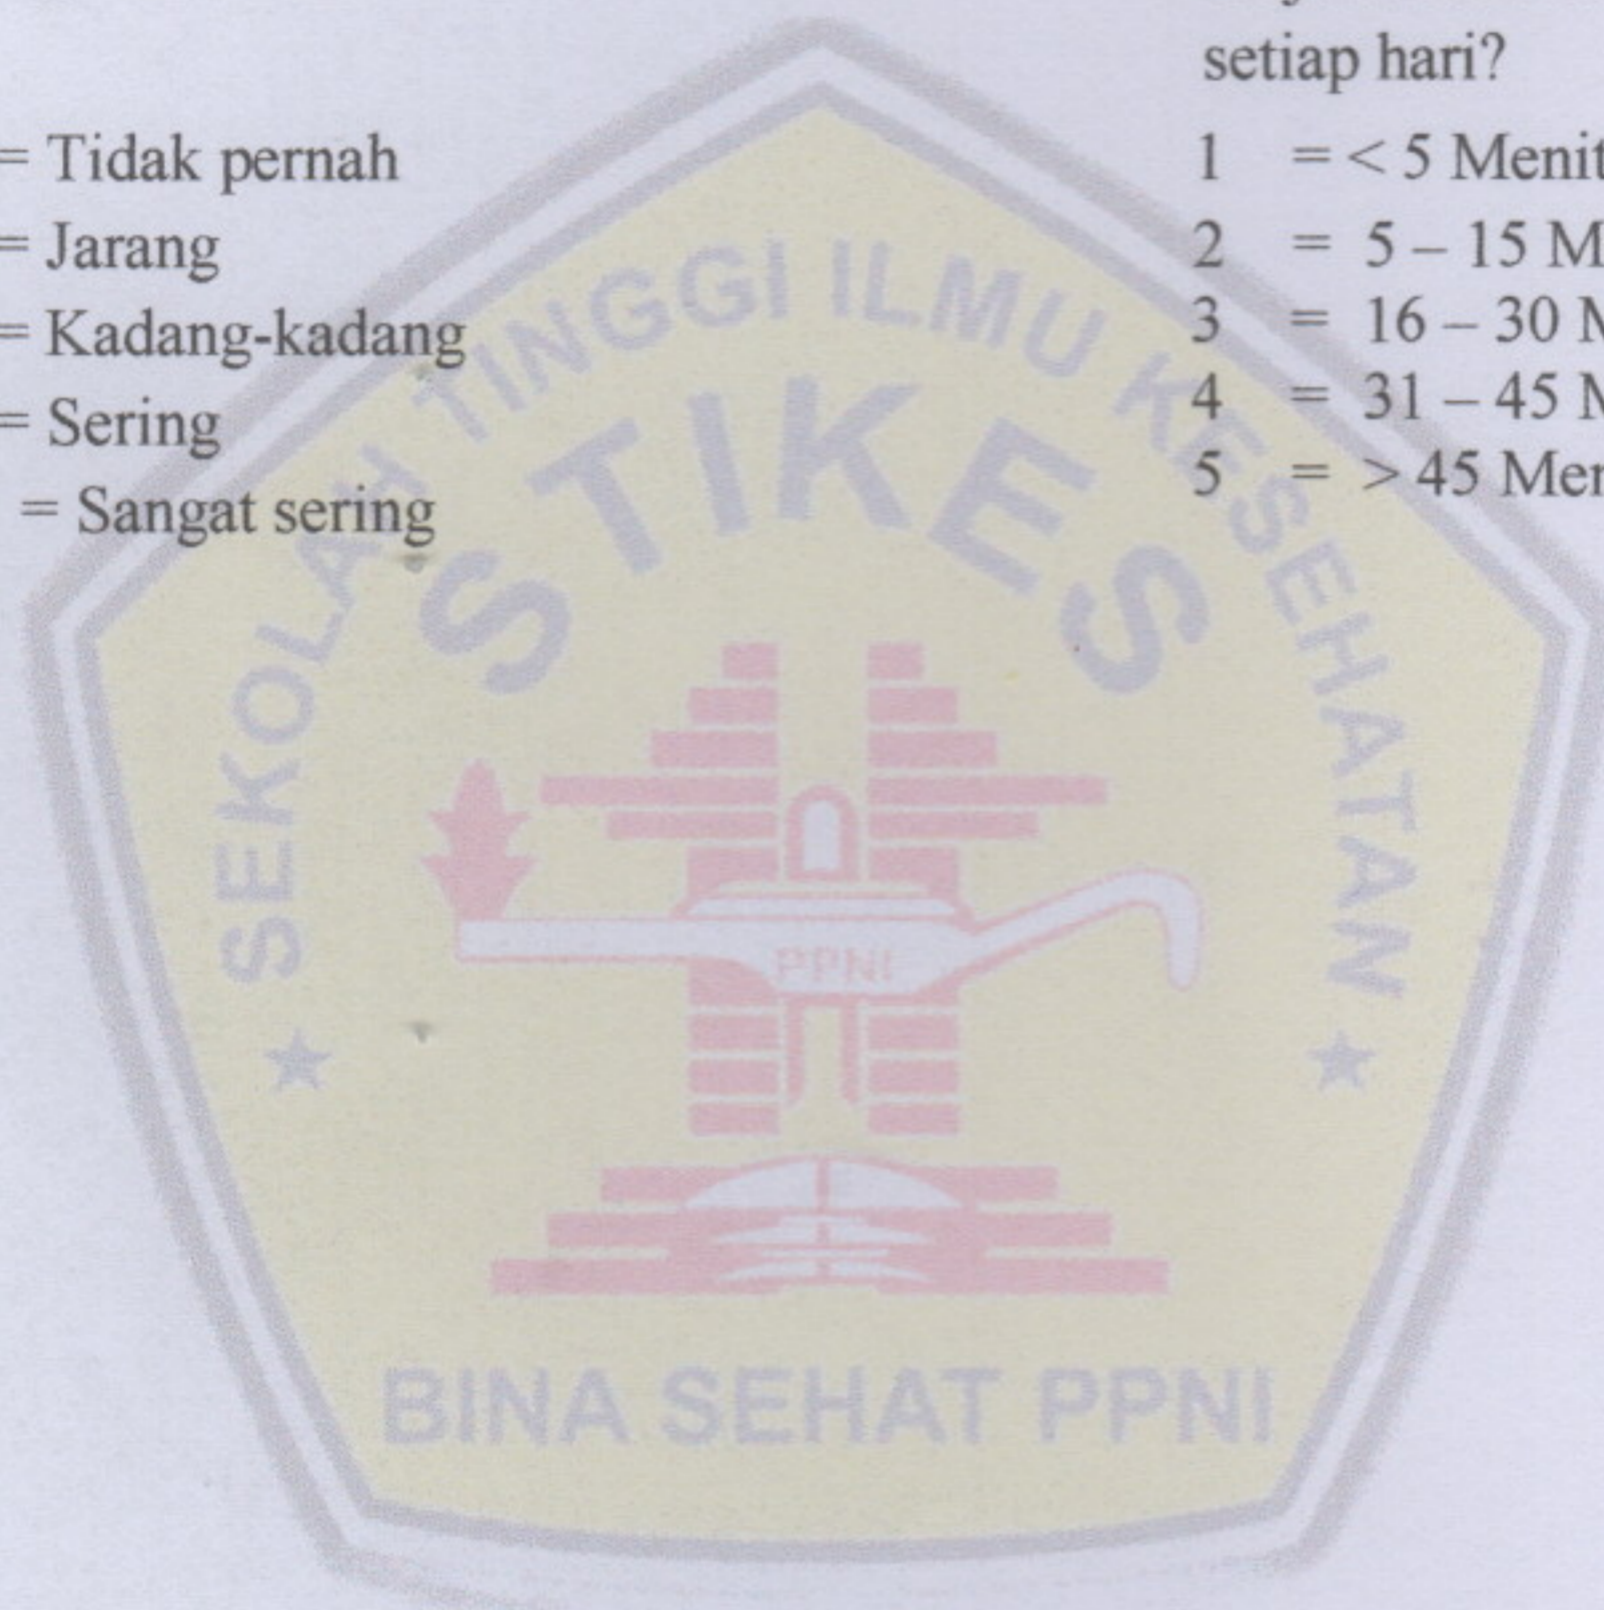 setiap hari?
= Tidak pernah
= Jarang
= Kadang-kadang
= Sering
= Sangat sering
1 = < 5 Menit
2 = 5 – 15 M
3 = 16 – 30 M
4 = 31 – 45 M
5 = > 45 Men
SEKOLAH TINGGI ILMU KESEHATAN
STIKES
PPNI
BINA SEHAT PPNI